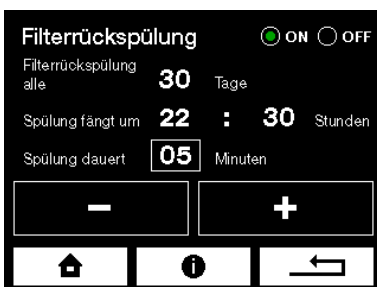 Filterrückspülung ON OFF
Filterrückspülung
alle 30 Tage
Spülung fängt um 22 : 30 Stunden
Spülung dauert 05 Minuten
− +